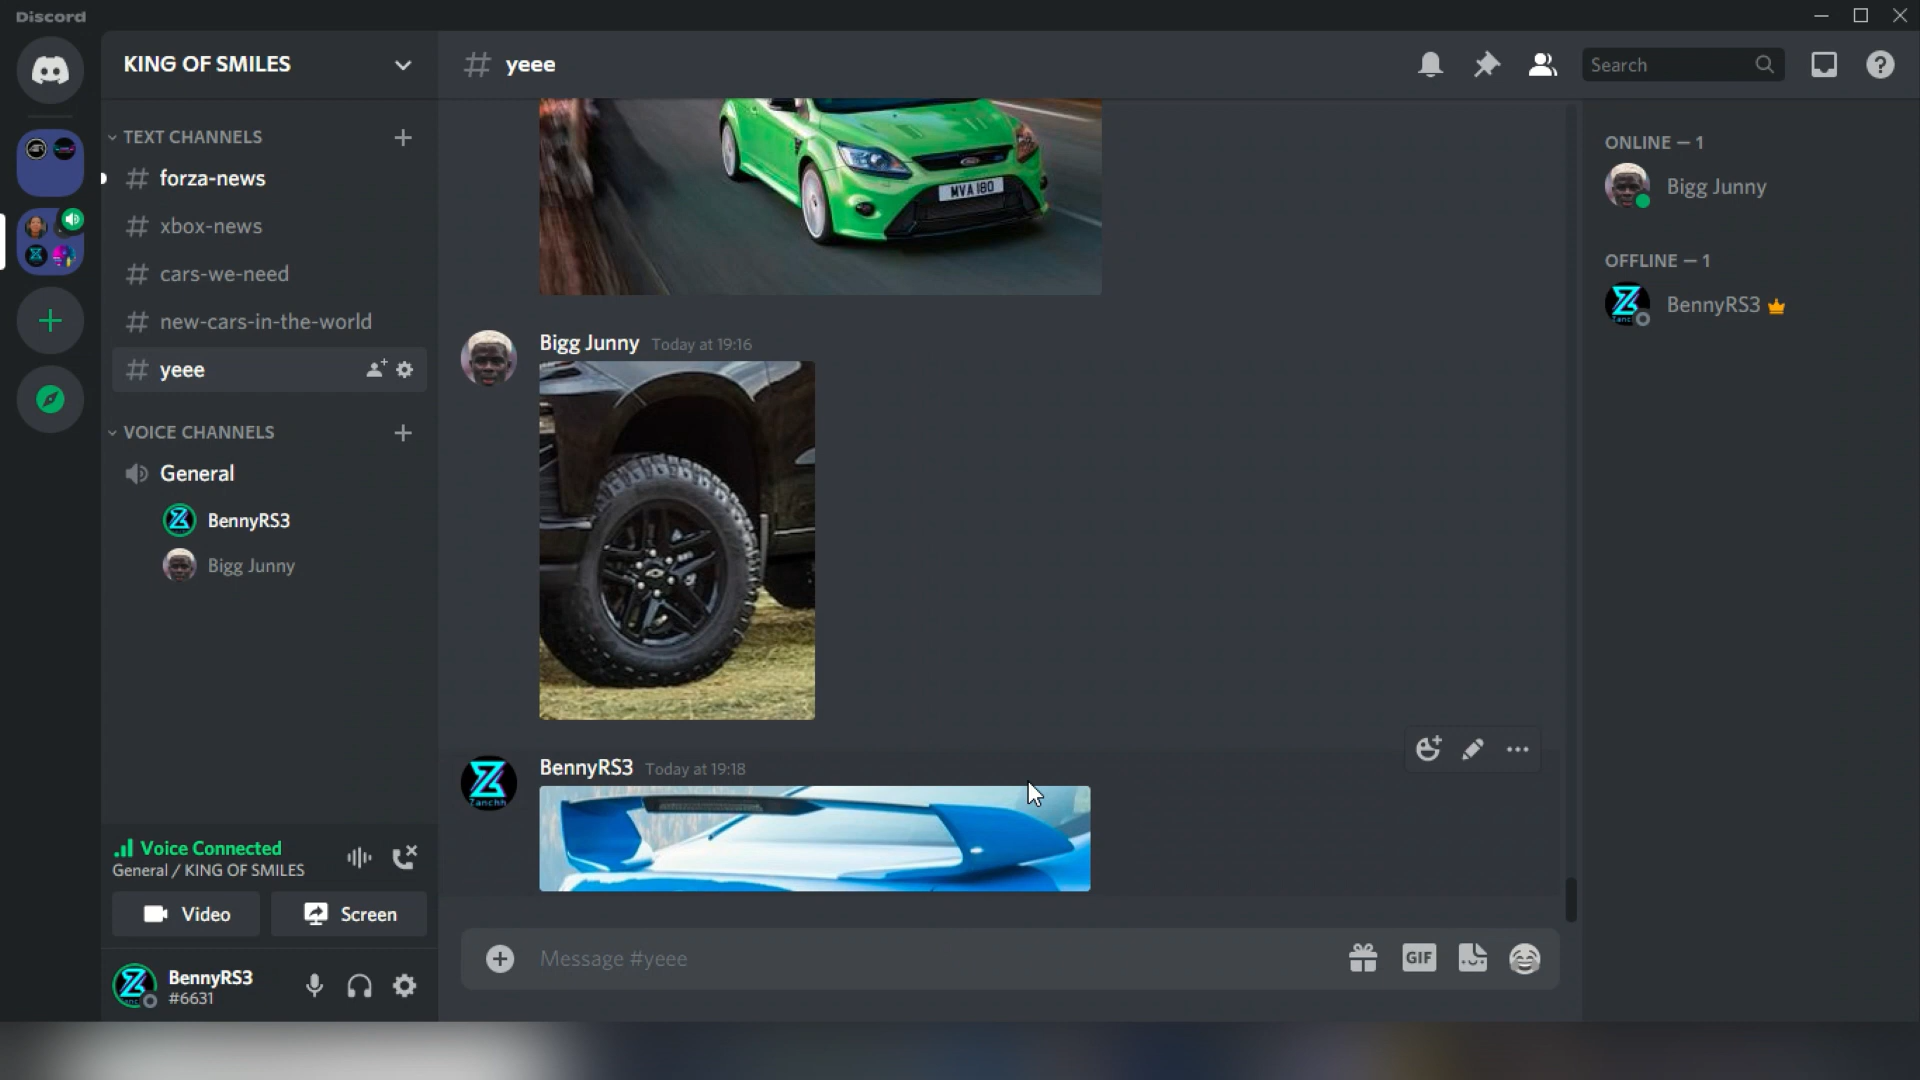 Discord
KING OF SMILES
TEXT CHANNELS
forza-news
xbox-news
cars-we-need
new-cars-in-the-world
yeee
VOICE CHANNELS
General
BennyRS3
Bigg Junny
Voice Connected
General / KING OF SMILES
Video
Screen
BennyRS3
#6631
yeee
Search
MVA 180
Bigg Junny Today at 19:16
BennyRS3 Today at 19:18
Zanchh
Message #yeee
GIF
ONLINE — 1
Bigg Junny
OFFLINE — 1
BennyRS3